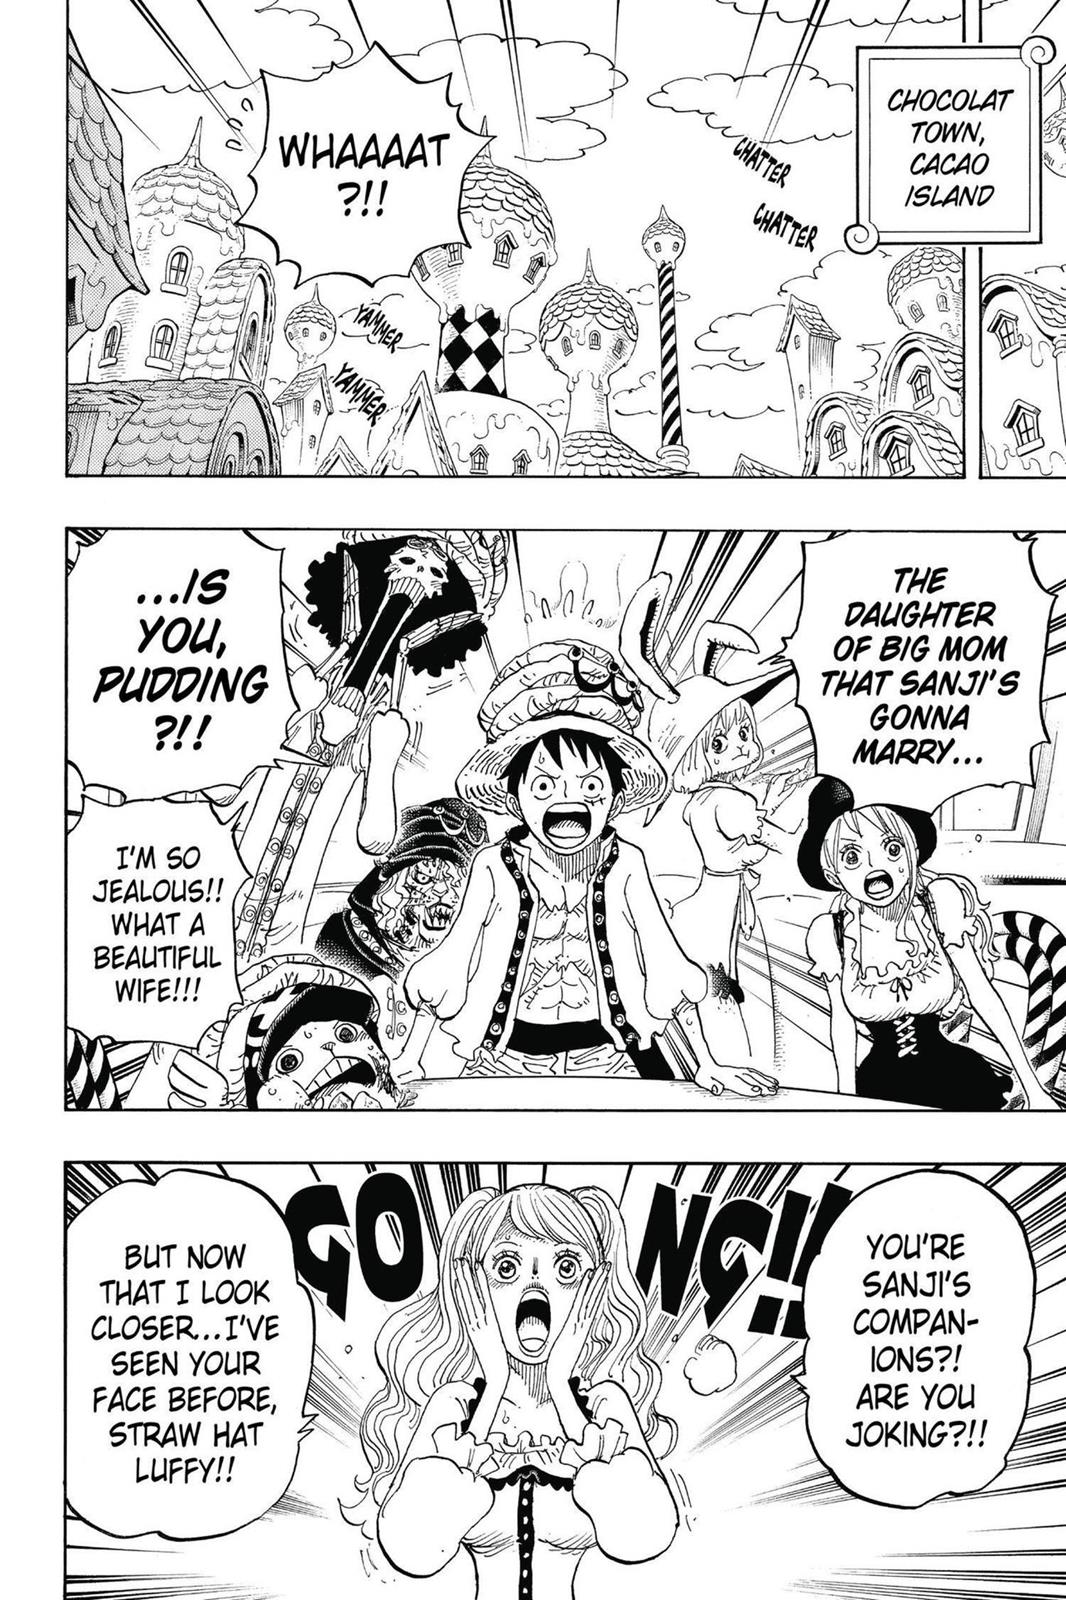 CHOCOLAT
TOWN,
CACAO
ISLAND
CHATTER
CHATTER
WHAAAAT
?!!
YAMMER
YAMMER
THE
DAUGHTER
OF BIG MOM
THAT SANJI'S
GONNA
MARRY...
...IS
YOU,
PUDDING
?!!
I'M SO
JEALOUS!!
WHAT A
BEAUTIFUL
WIFE!!!
YOU'RE
SANJI'S
COMPAN-
IONS?!
ARE YOU
JOKING?!!
GONG!!
BUT NOW
THAT I LOOK
CLOSER...I'VE
SEEN YOUR
FACE BEFORE,
STRAW HAT
LUFFY!!